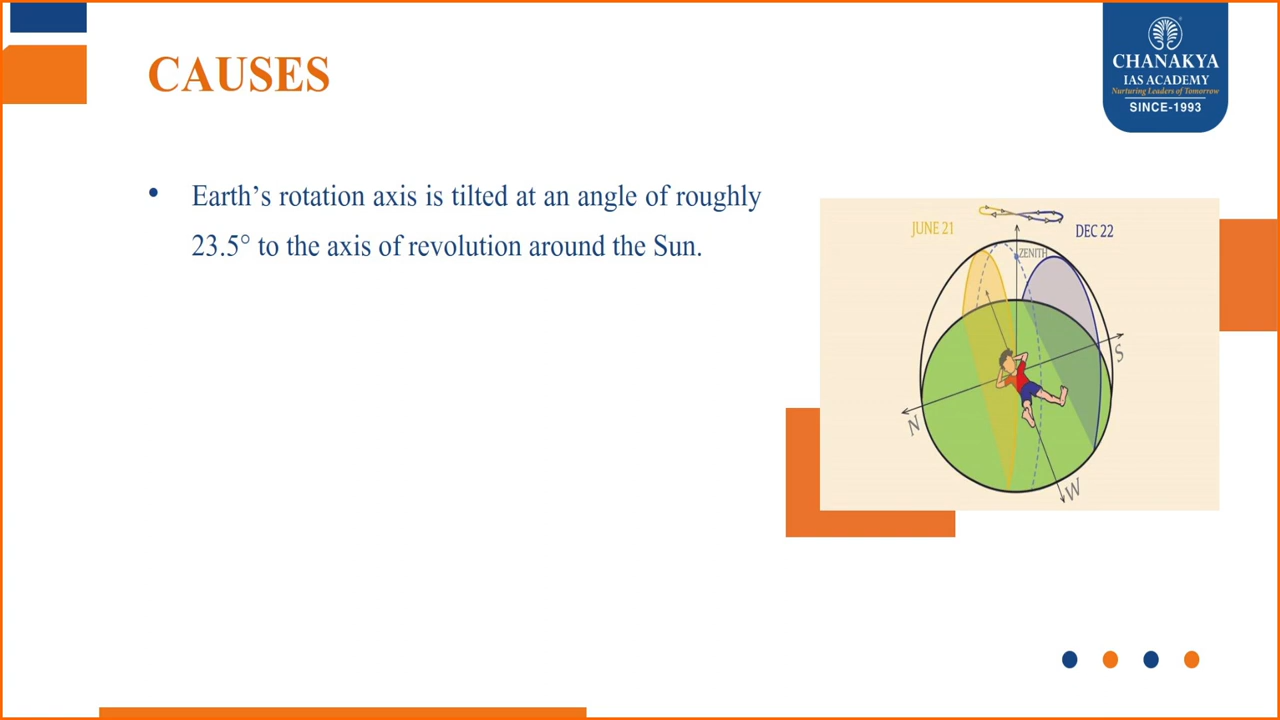 CAUSES
CHANAKYA
IAS ACADEMY
Nurturing Leaders of Tomorrow
SINCE-1993
• Earth’s rotation axis is tilted at an angle of roughly
23.5° to the axis of revolution around the Sun.
JUNE 21
DEC 22
ZENITH
S
N
W